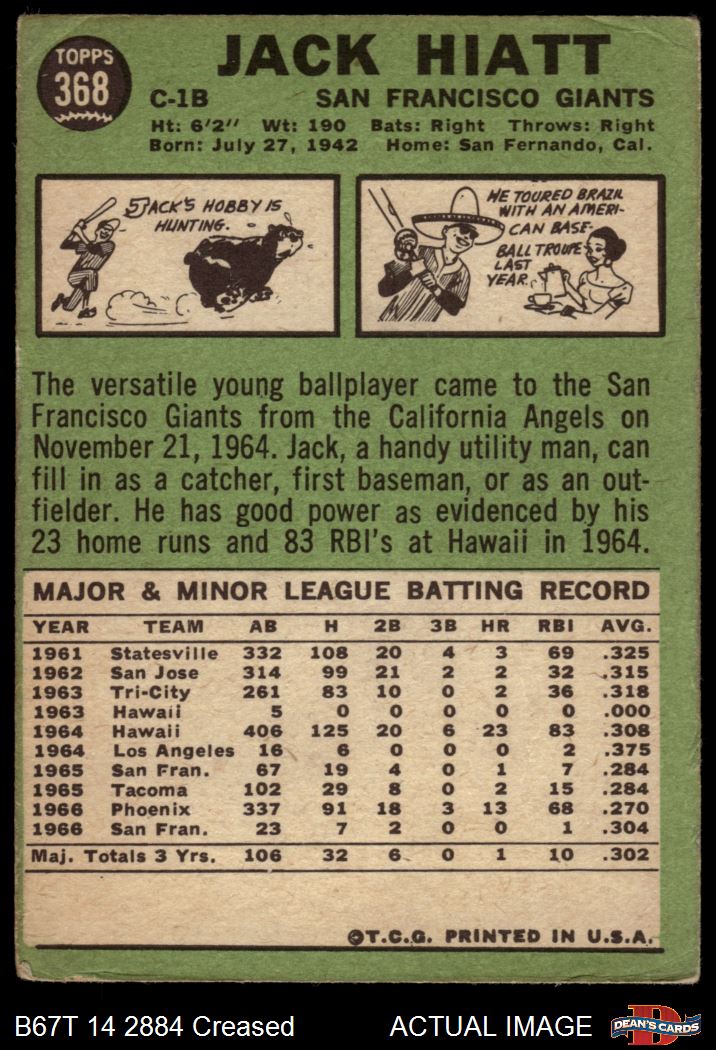 TOPPS
368
JACK HIATT
C-1B SAN FRANCISCO GIANTS
Ht: 6'2" Wt: 190 Bats: Right Throws: Right
Born: July 27, 1942 Home: San Fernando, Cal.
JACK'S HOBBY IS
HUNTING.
HE TOURED BRAZIL
WITH AN AMERI-
CAN BASE-
BALL TROUPE
LAST
YEAR.
The versatile young ballplayer came to the San
Francisco Giants from the California Angels on
November 21, 1964. Jack, a handy utility man, can
fill in as a catcher, first baseman, or as an out-
fielder. He has good power as evidenced by his
23 home runs and 83 RBI's at Hawaii in 1964.
MAJOR & MINOR LEAGUE BATTING RECORD
YEAR TEAM AB H 2B 3B HR RBI AVG.
1961 Statesville 332 108 20 4 3 69 .325
1962 San Jose 314 99 21 2 2 32 .315
1963 Tri-City 261 83 10 0 2 36 .318
1963 Hawaii 5 0 0 0 0 0 .000
1964 Hawaii 406 125 20 6 23 83 .308
1964 Los Angeles 16 6 0 0 0 2 .375
1965 San Fran. 67 19 4 0 1 7 .284
1965 Tacoma 102 29 8 0 2 15 .284
1966 Phoenix 337 91 18 3 13 68 .270
1966 San Fran. 23 7 2 0 0 1 .304
Maj. Totals 3 Yrs. 106 32 6 0 1 10 .302
©T.C.G. PRINTED IN U.S.A.
B67T 14 2884 Creased ACTUAL IMAGE
D
DEAN'S CARDS